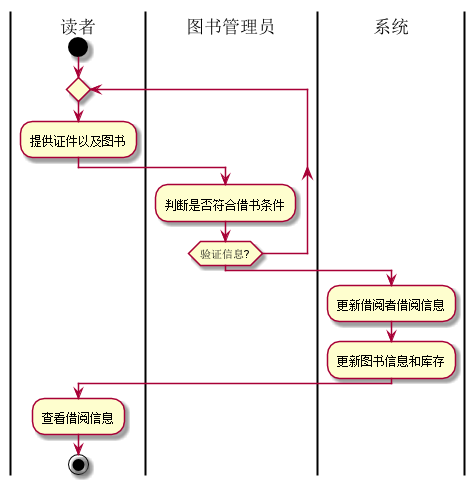 读者
图书管理员
系统
提供证件以及图书
判断是否符合借书条件
验证信息?
更新借阅者借阅信息
更新图书信息和库存
查看借阅信息